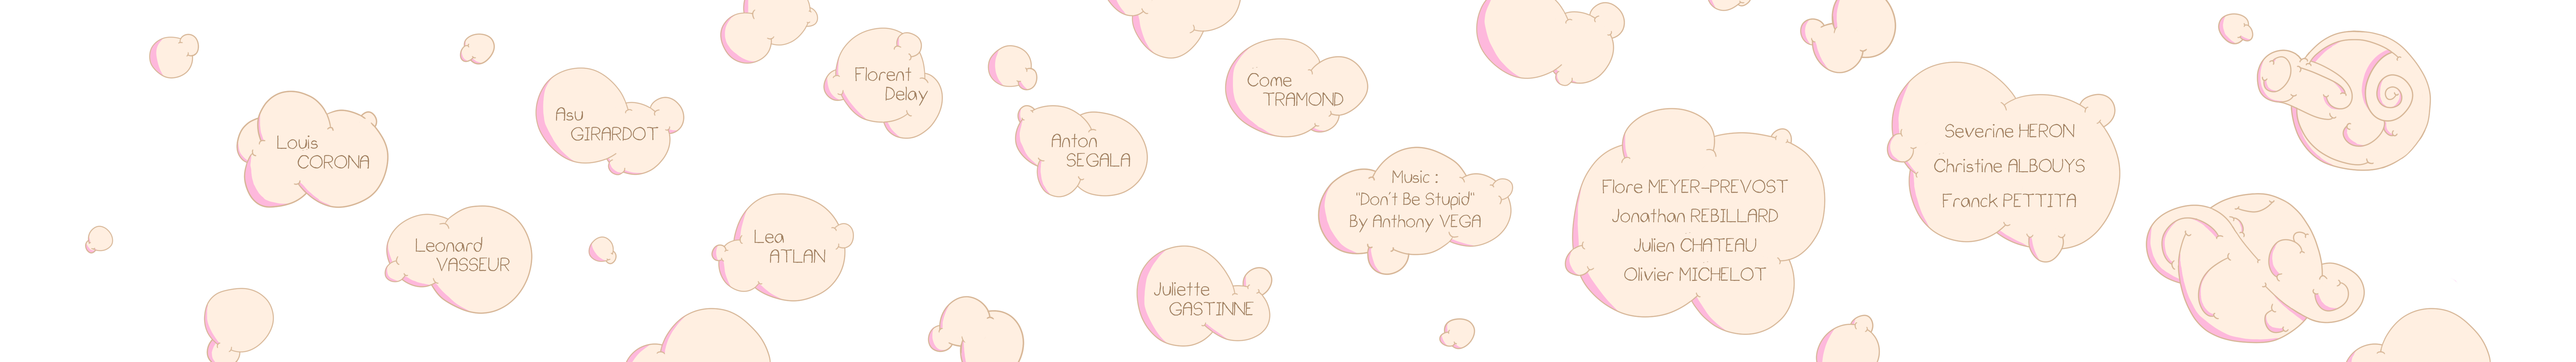 Louis
CORONA
Leonard
VASSEUR
Asu
GIRARDOT
Lea
ATLAN
Florent
Delay
Anton
SEGALA
Juliette
GASTINNE
Come
TRAMOND
Music :
"Don't Be Stupid"
By Anthony VEGA
Flore MEYER-PREVOST
Jonathan REBILLARD
Julien CHATEAU
Olivier MICHELOT
Severine HERON
Christine ALBOUYS
Franck PETTITA